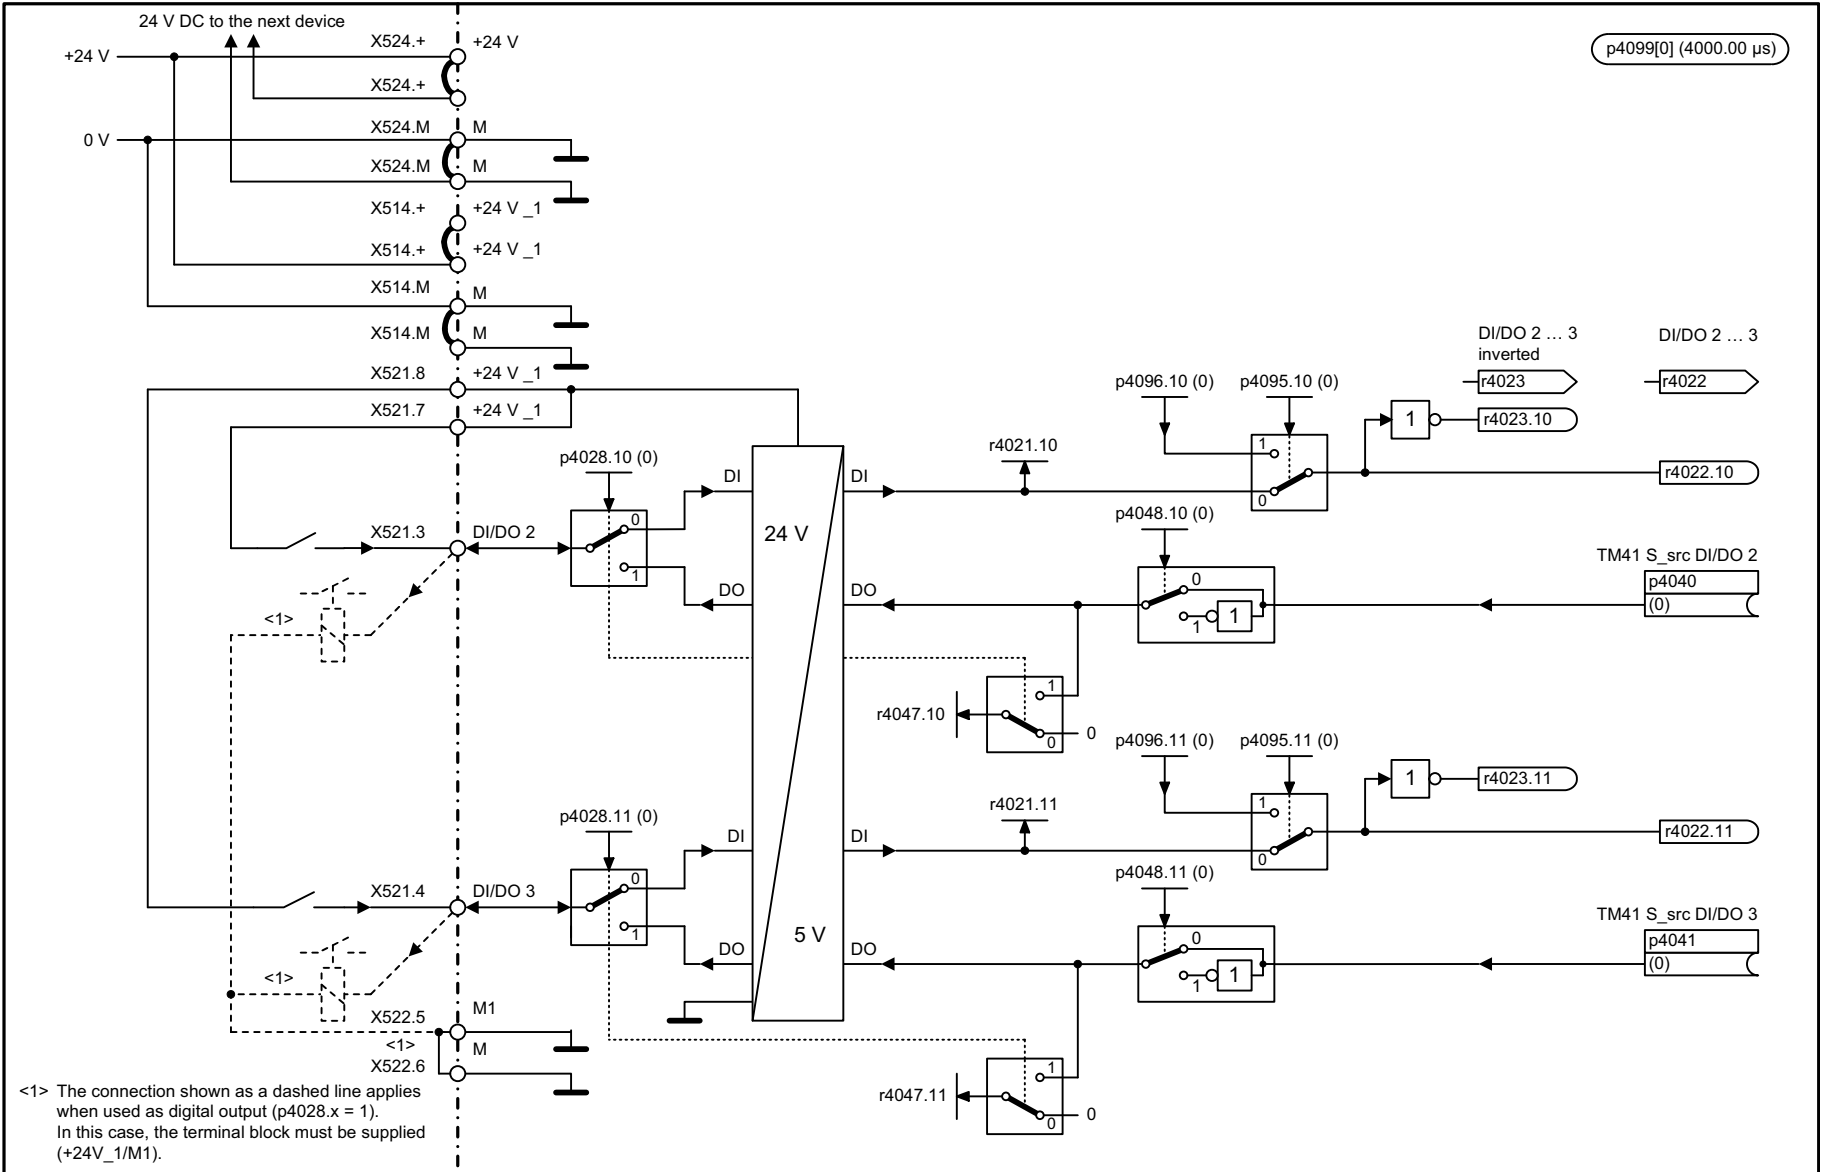 24 V DC to the next device
+24 V
X524.+
+24 V
p4099[0] (4000.00 µs)
X524.+
0 V
X524.M
M
X524.M
M
X514.+
+24 V _1
X514.+
+24 V _1
X514.M
M
X514.M
M
X521.8
+24 V _1
X521.7
+24 V _1
DI/DO 2 … 3
inverted
r4023
DI/DO 2 … 3
r4022
p4096.10 (0)
p4095.10 (0)
1
r4023.10
p4028.10 (0)
r4021.10
1
0
r4022.10
DI
DI
24 V
X521.3
DI/DO 2
0
1
p4048.10 (0)
DO
DO
0
1
1
TM41 S_src DI/DO 2
p4040
(0)
<1>
r4047.10
1
0
0
p4096.11 (0)
p4095.11 (0)
1
r4023.11
p4028.11 (0)
r4021.11
1
0
r4022.11
DI
DI
X521.4
DI/DO 3
0
1
p4048.11 (0)
5 V
DO
DO
0
1
1
TM41 S_src DI/DO 3
p4041
(0)
<1>
X522.5
M1
<1>
M
X522.6
r4047.11
1
0
0
<1> The connection shown as a dashed line applies
when used as digital output (p4028.x = 1).
In this case, the terminal block must be supplied
(+24V_1/M1).